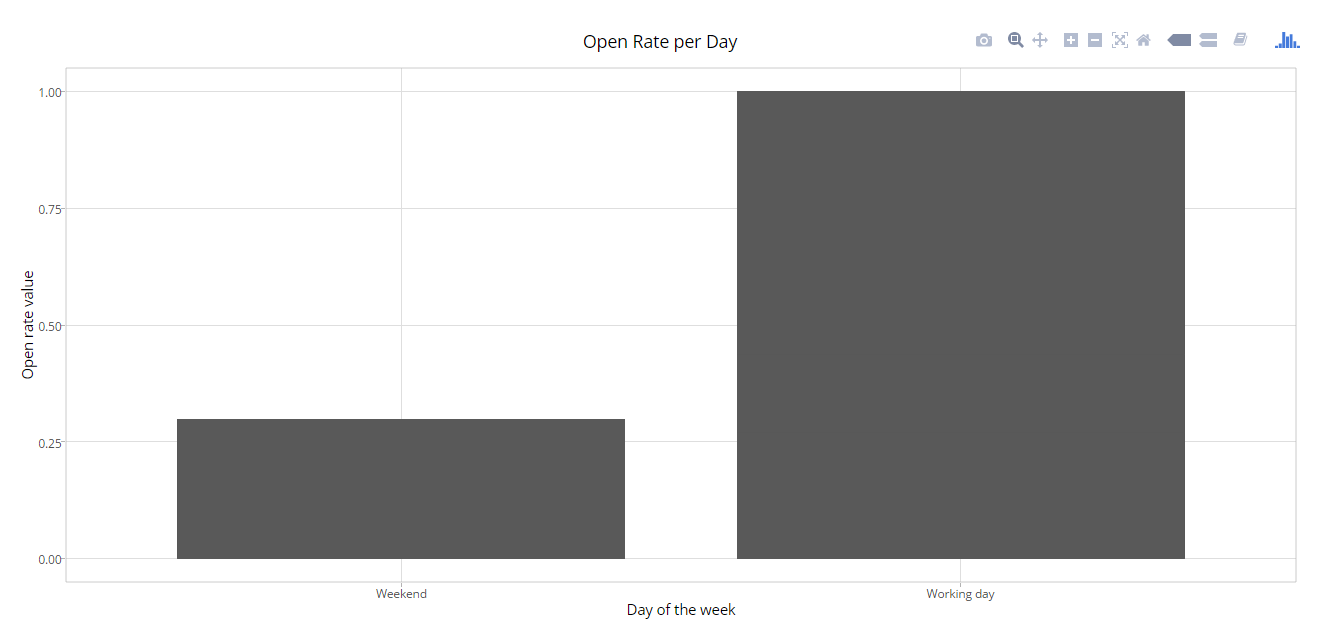 Open Rate per Day
1.00
0.75
0.50
0.25
0.00
Open rate value
Weekend
Working day
Day of the week